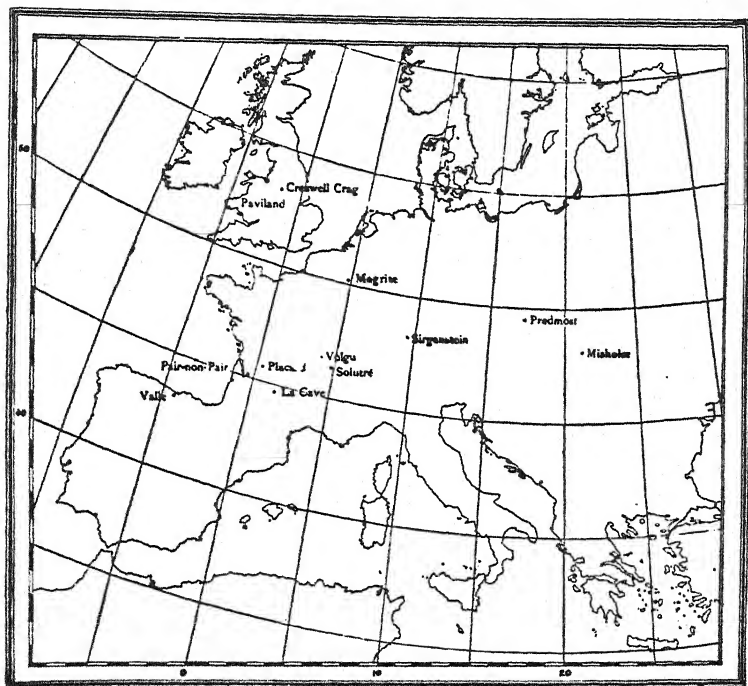 50
Creswell Crag
Paviland
Magrite
Predmost
Sirgenstein
Volgu
Miskolcz
Pair-non-Pair
Solutré
Valle
La Cave
40
0
10
20